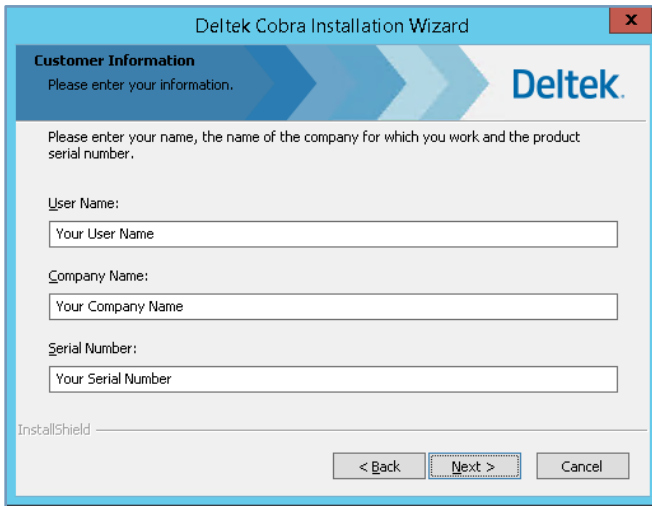 Deltek Cobra Installation Wizard
x
Customer Information
Please enter your information.
Deltek.
Please enter your name, the name of the company for which you work and the product
serial number.
User Name:
Your User Name
Company Name:
Your Company Name
Serial Number:
Your Serial Number
InstallShield
< Back Next > Cancel